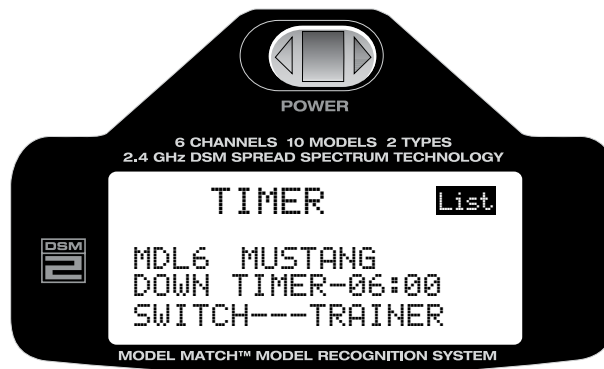 POWER
6 CHANNELS 10 MODELS 2 TYPES
2.4 GHz DSM SPREAD SPECTRUM TECHNOLOGY
TIMER List
DSM
2
MDL6 MUSTANG
DOWN TIMER-06:00
SWITCH---TRAINER
MODEL MATCH™ MODEL RECOGNITION SYSTEM